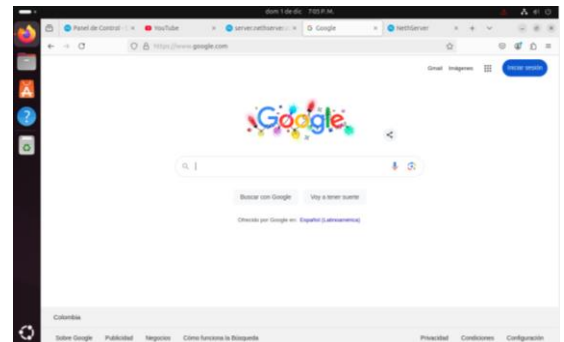 dom 1 de dic 7:05 P. M.
Panel de Control
YouTube
server.nethserver
Google
NethServer
https://www.google.com
Gmail Imágenes Iniciar sesión
Google
Buscar con Google Voy a tener suerte
Ofrecido por Google en: Español (Latinoamérica)
Colombia
Sobre Google Publicidad Negocios Cómo funciona la Búsqueda Privacidad Condiciones Configuración